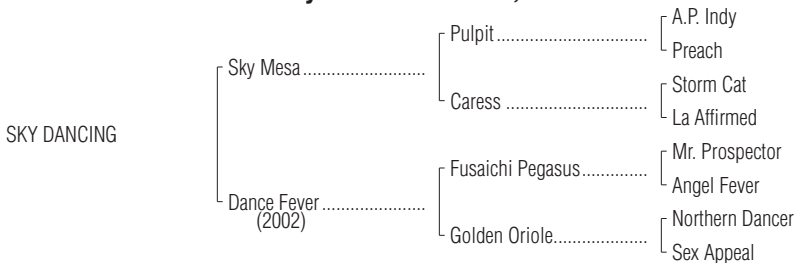 A.P. Indy
Pulpit
Preach
Sky Mesa
Storm Cat
Caress
La Affirmed
SKY DANCING
Mr. Prospector
Fusaichi Pegasus
Angel Fever
Dance Fever
(2002)
Northern Dancer
Golden Oriole
Sex Appeal